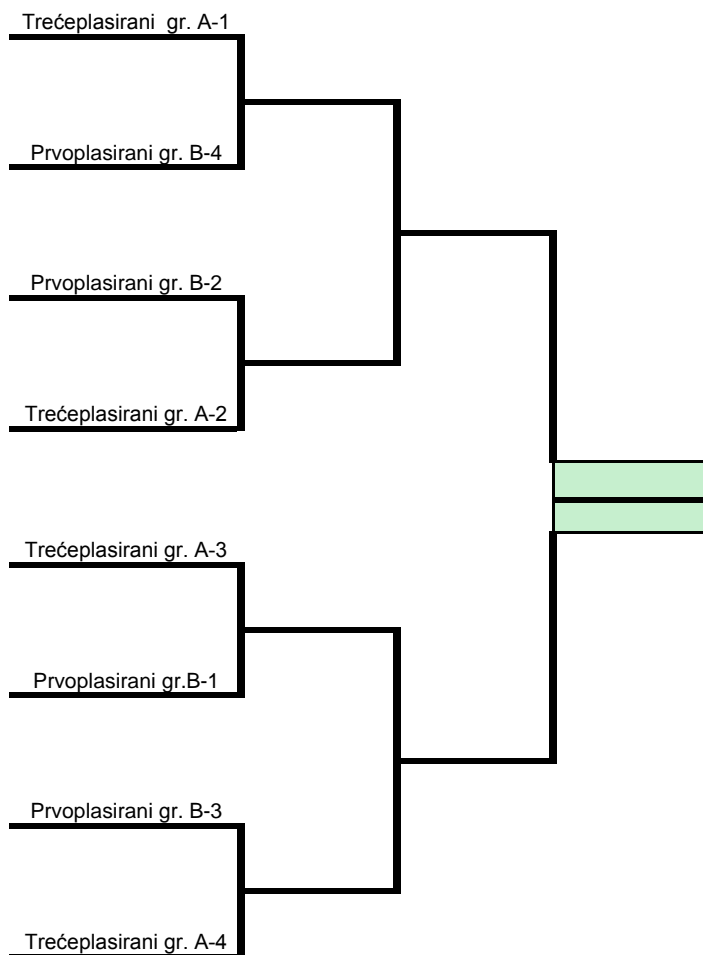 Trećeplasirani  gr. A-1
Prvoplasirani gr. B-4
Prvoplasirani gr. B-2
Trećeplasirani gr. A-2
Trećeplasirani gr. A-3
Prvoplasirani gr.B-1
Prvoplasirani gr. B-3
Trećeplasirani gr. A-4